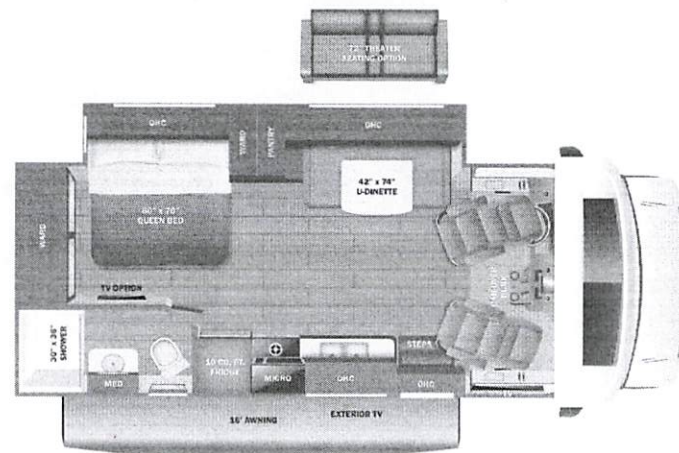 72" THEATER
SEATING OPTION
OHC
WARD
PANTRY
OHC
42" x 74"
U-DINETTE
60" x 76"
QUEEN BED
WARD
TV OPTION
30" x 36"
SHOWER
MED
10 CU. FT.
FRIDGE
MICRO
OHC
STEPS
OHC
16' AWNING
EXTERIOR TV